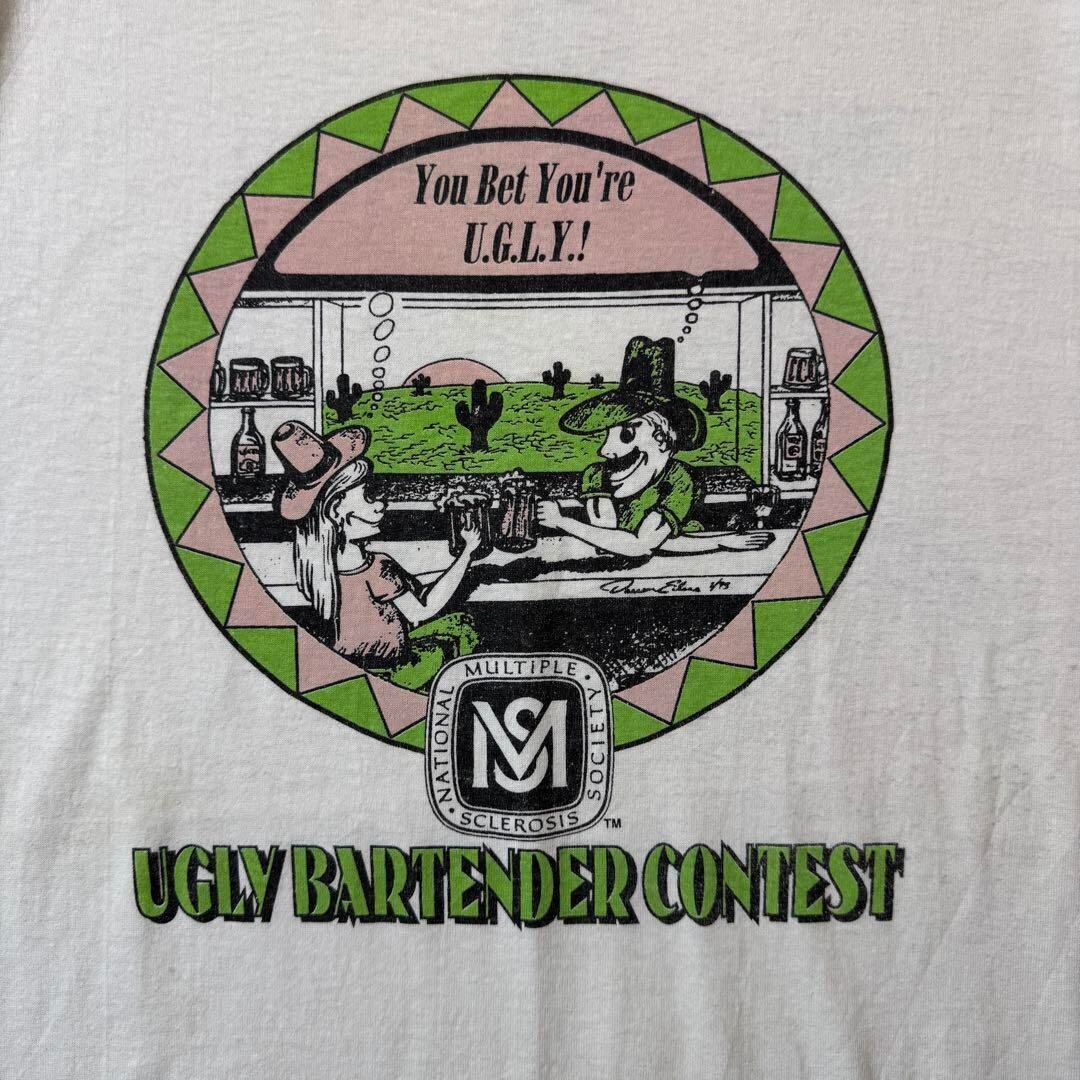 You Bet You're
U.G.L.Y.!
NATIONAL MULTIPLE SCLEROSIS SOCIETY
MS
TM
UGLY BARTENDER CONTEST